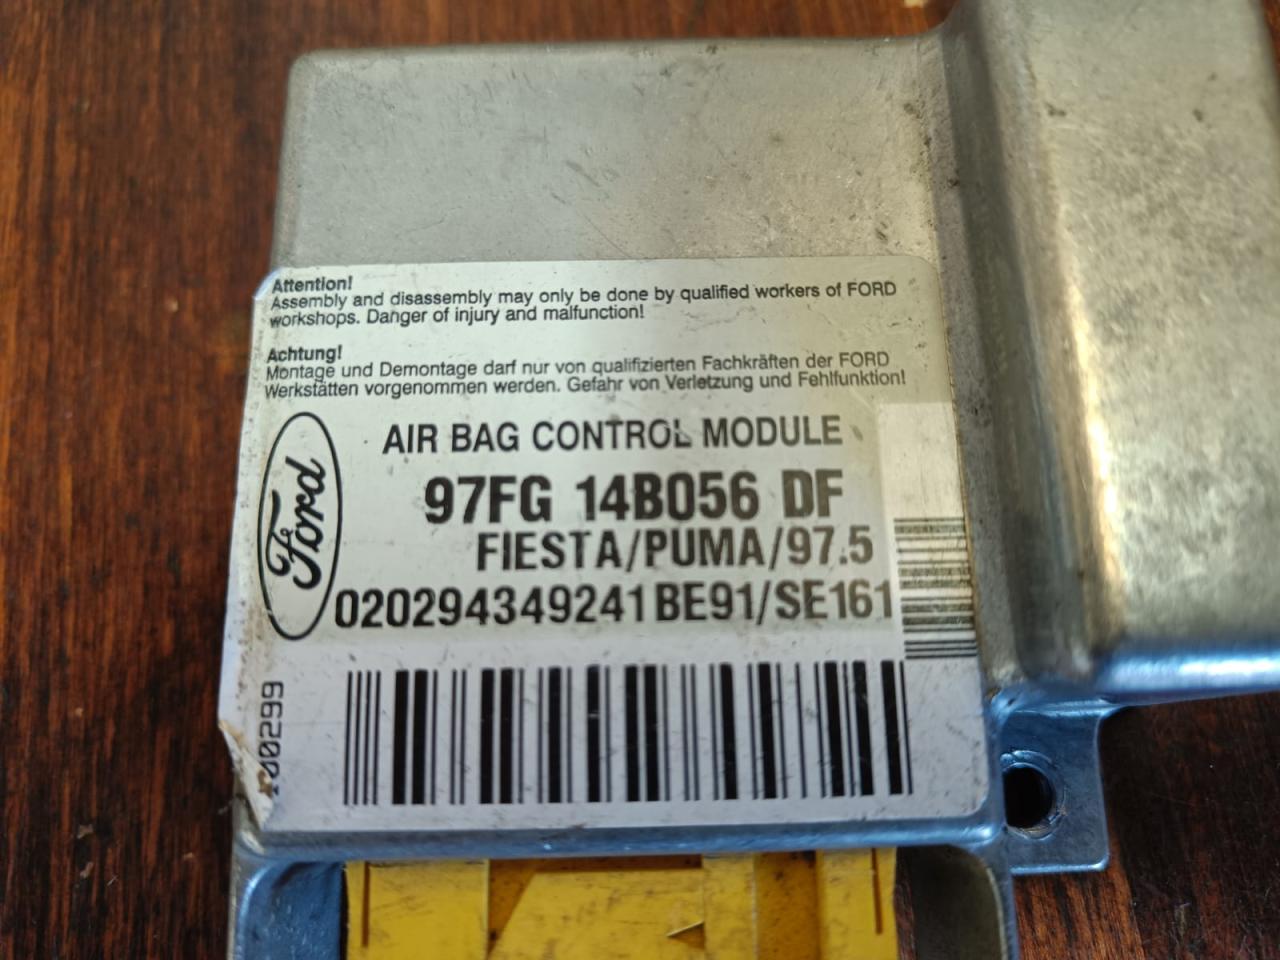 Attention!
Assembly and disassembly may only be done by qualified workers of FORD
workshops. Danger of injury and malfunction!
Achtung!
Montage und Demontage darf nur von qualifizierten Fachkräften der FORD
Werkstätten vorgenommen werden. Gefahr von Verletzung und Fehlfunktion!
AIR BAG CONTROL MODULE
97FG 14B056 DF
FIESTA/PUMA/97.5
020294349241BE91/SE161
Ford